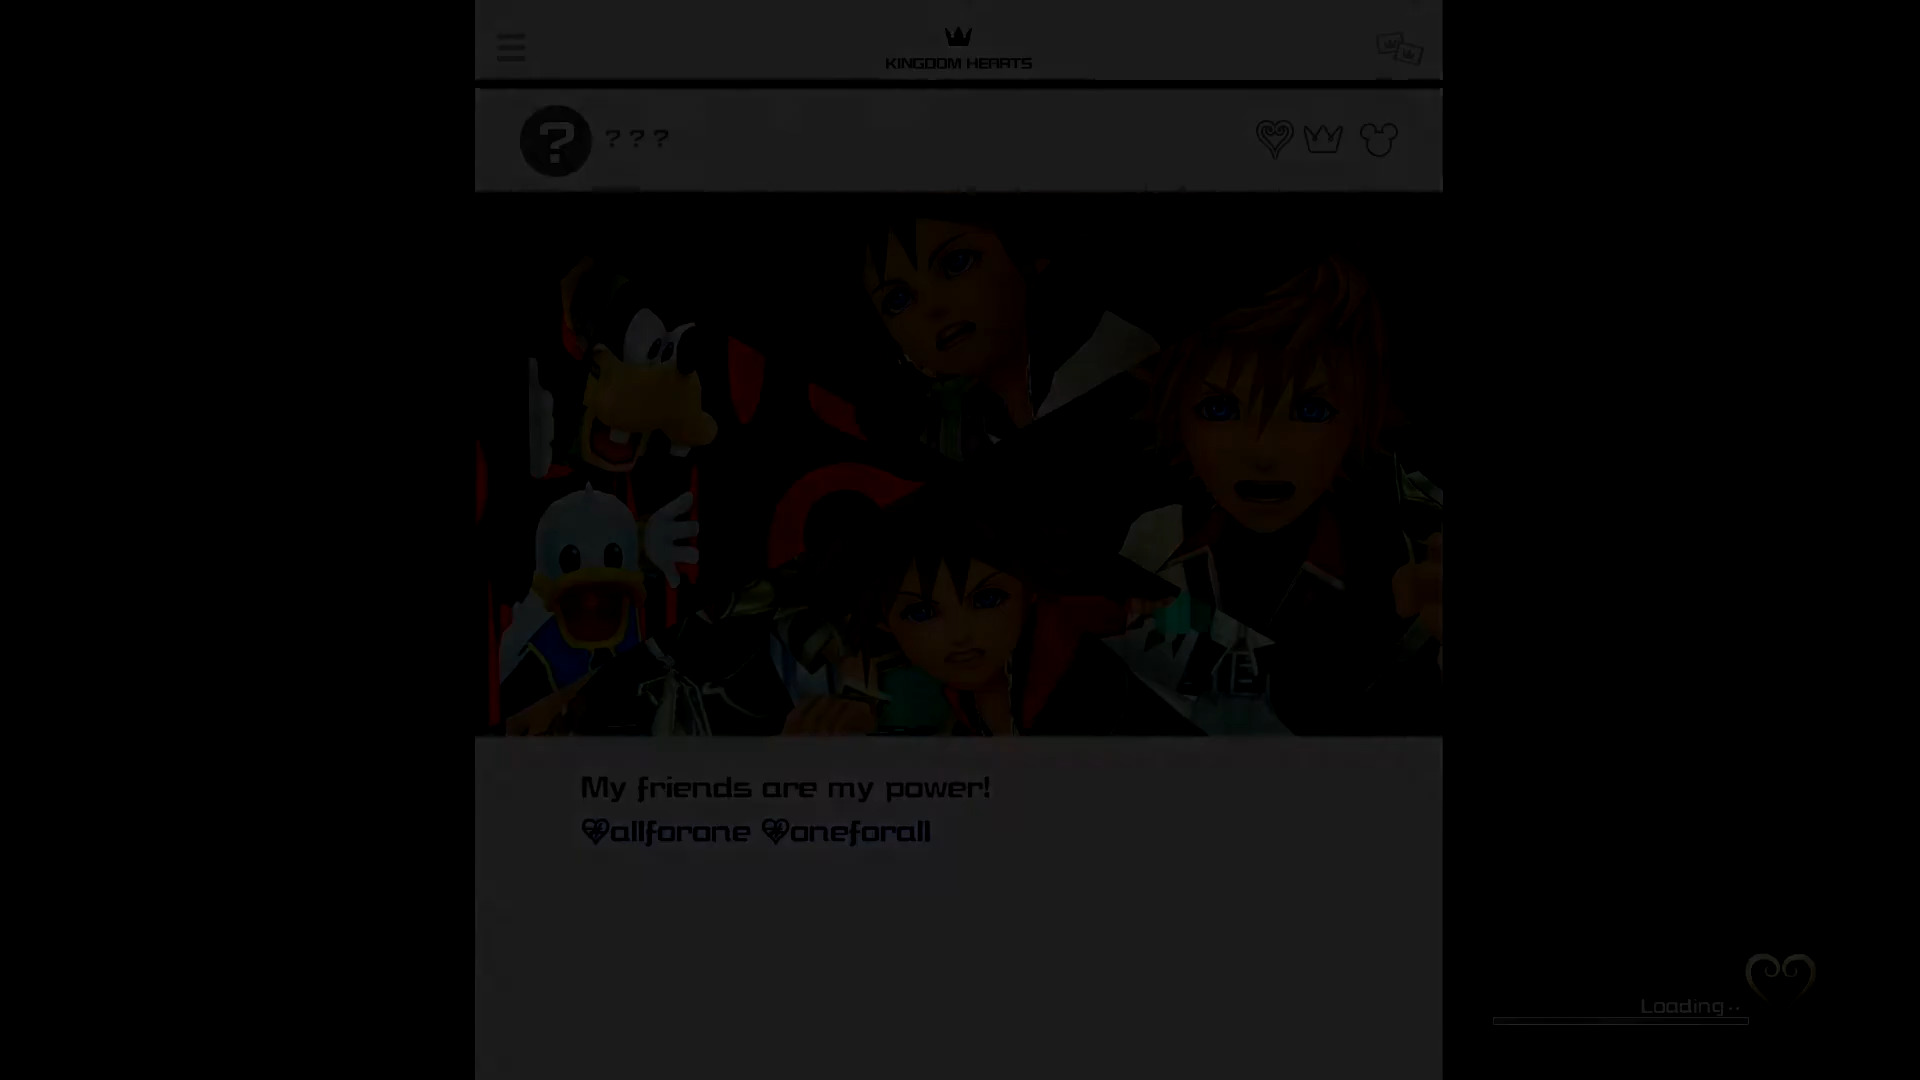 KINGDOM HEARTS
?
? ? ?
My friends are my power!
allforone oneforall
Loading··